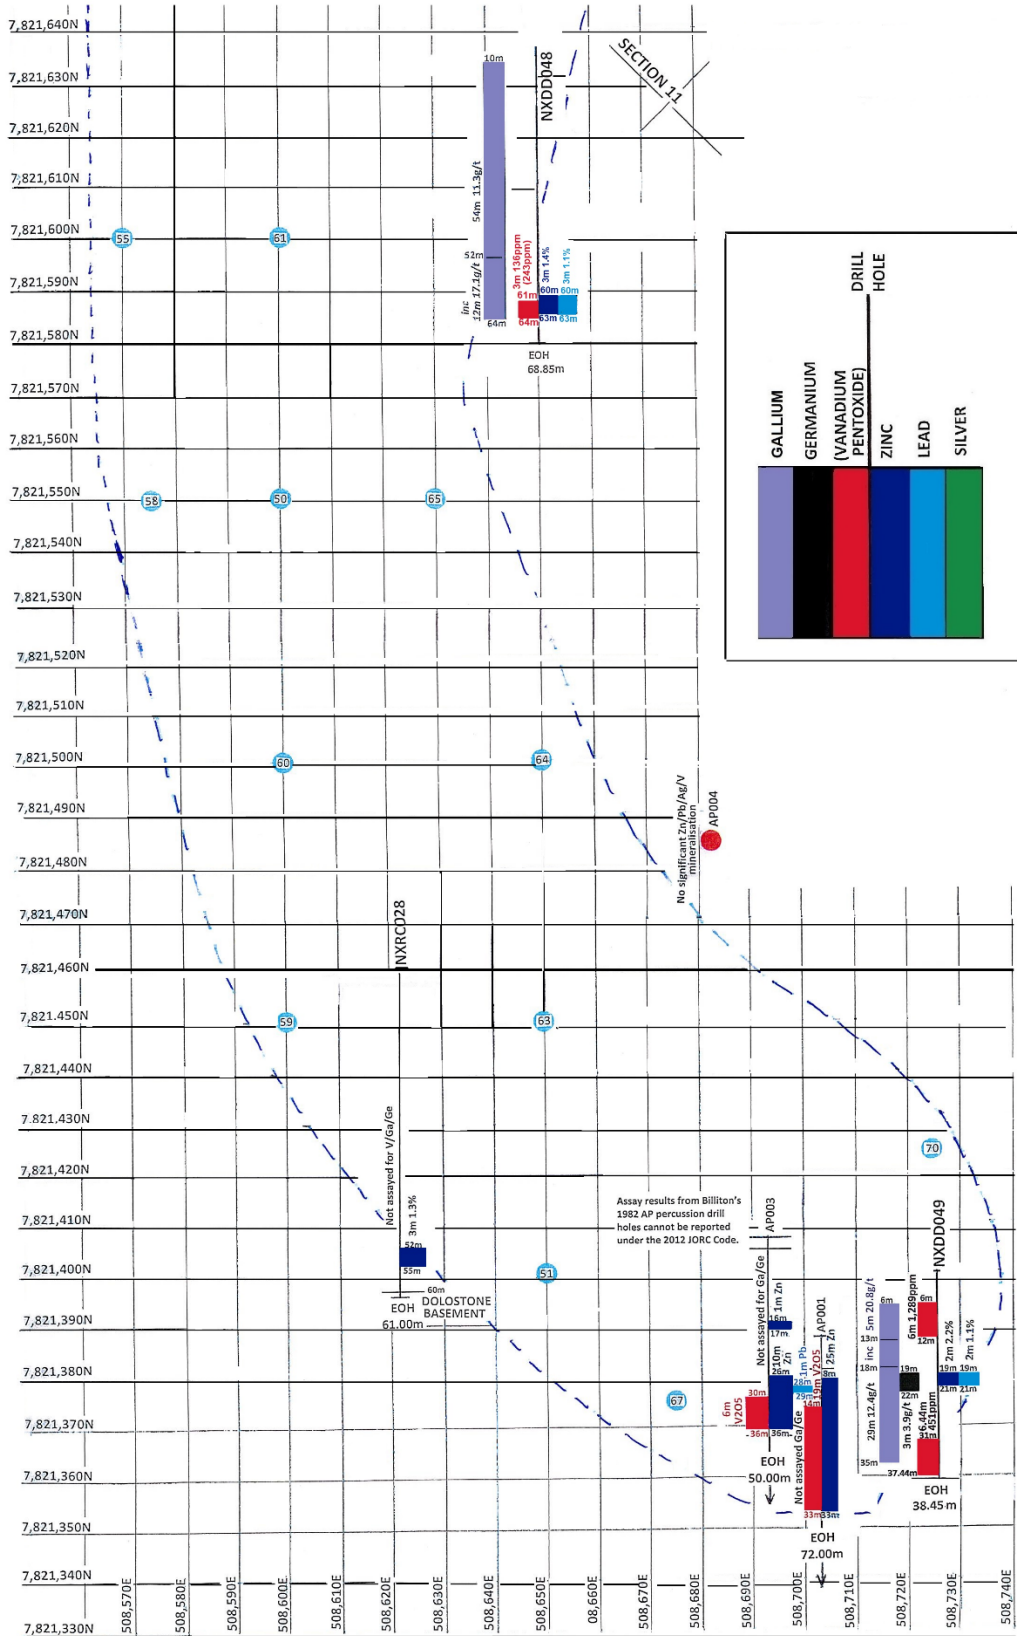 7,821,640N
7,821,630N
7,821,620N
7,821,610N
7,821,600N
7,821,590N
7,821,580N
7,821,570N
7,821,560N
7,821,550N
7,821,540N
7,821,530N
7,821,520N
7,821,510N
7,821,500N
7,821,490N
7,821,480N
7,821,470N
7,821,460N
7,821.450N
7,821,440N
7,821.430N
7,821,420N
7,821,410N
7,821,400N
7,821,390N
7,821,380N
7,821,370N
7,821,360N
7,821,350N
7,821,340N
7,821,330N
SECTION 11
NXDD048
10m
54m 11.3g/t
52m
inc
12m 17.1g/t
64m
3m 136ppm
(243ppm)
61m
64m
3m 1.4%
60m
63m
3m 1.1%
60m
63m
EOH
68.85m
GALLIUM
GERMANIUM
(VANADIUM
PENTOXIDE)
DRILL
HOLE
ZINC
LEAD
SILVER
55
61
58
50
65
60
64
No significant Zn/Pb/Ag/V
mineralisation
AP004
59
63
70
51
67
NXRC028
Not assayed for V/Ga/Ge
3m 1.3%
52m
55m
60m
EOH
61.00m
DOLOSTONE
BASEMENT
Assay results from Billiton's
1982 AP percussion drill
holes cannot be reported
under the 2012 JORC Code.
AP003
Not assayed for Ga/Ge
1m Zn
16m
17m
10m
Zn
26m
36m
6m
V2O5
30m
36m
1m Pb
28m
29m
EOH
50.00m
AP001
Not assayed Ga/Ge
19m V2O5
14m
33m
25m Zn
8m
33m
EOH
72.00m
NXDD049
6m
inc 5m 20.8g/t
13m
18m
29m 12.4g/t
35m
19m
22m
3m 3.9g/t
6m 1,289ppm
6m
12m
6.44m
451ppm
31m
37.44m
2m 2.2%
19m
21m
2m 1.1%
19m
21m
EOH
38.45 m
508,570E
508,580E
508,590E
508,600E
508,610E
508,620E
508,630E
508,640E
508,650E
08,660E
508,670E
508,680E
508,690E
508,700E
508,710E
508,720E
508,730E
508,740E